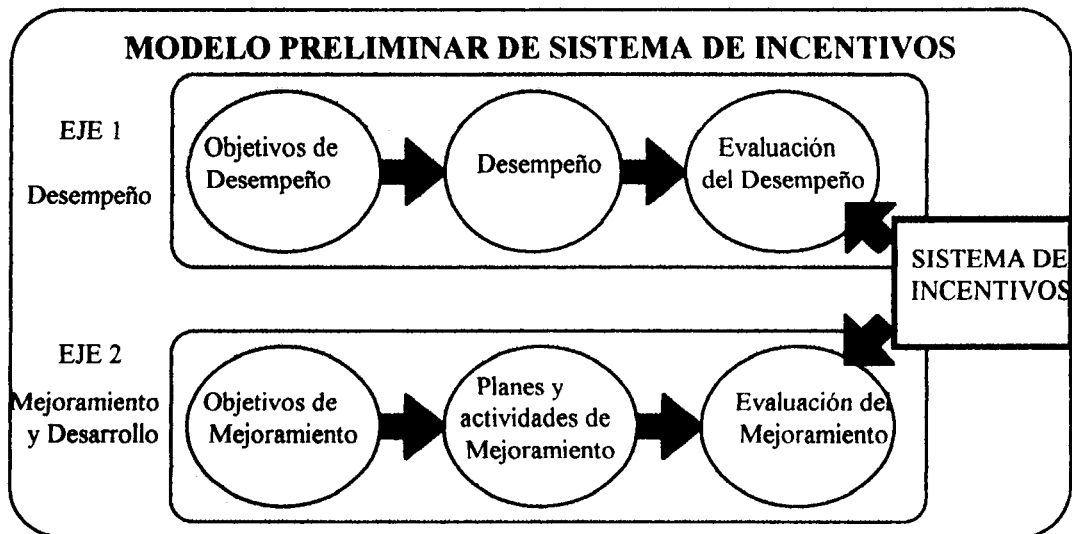 MODELO PRELIMINAR DE SISTEMA DE INCENTIVOS
EJE 1
Desempeño
Objetivos de
Desempeño
Desempeño
Evaluación
del Desempeño
SISTEMA DE
INCENTIVOS
EJE 2
Mejoramiento
y Desarrollo
Objetivos de
Mejoramiento
Planes y
actividades de
Mejoramiento
Evaluación del
Mejoramiento